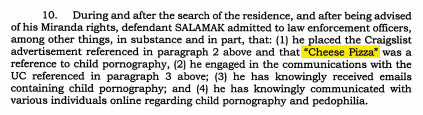 10. During and after the search of the residence, and after being advised
of his Miranda rights, defendant SALAMAK admitted to law enforcement officers,
among other things, in substance and in part, that: (1) he placed the Craigslist
advertisement referenced in paragraph 2 above and that "Cheese Pizza" was a
reference to child pornography, (2) he engaged in the communications with the
UC referenced in paragraph 3 above; (3) he has knowingly received emails
containing child pornography; and (4) he has knowingly communicated with
various individuals online regarding child pornography and pedophilia.